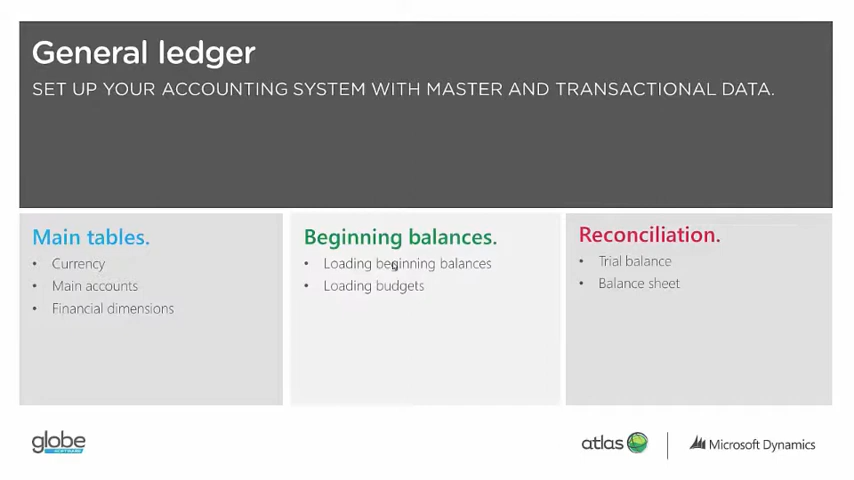 General ledger
SET UP YOUR ACCOUNTING SYSTEM WITH MASTER AND TRANSACTIONAL DATA.
Main tables.
• Currency
• Main accounts
• Financial dimensions
Beginning balances.
• Loading beginning balances
• Loading budgets
Reconciliation.
• Trial balance
• Balance sheet
globe
SOFTWARE
atlas
Microsoft Dynamics